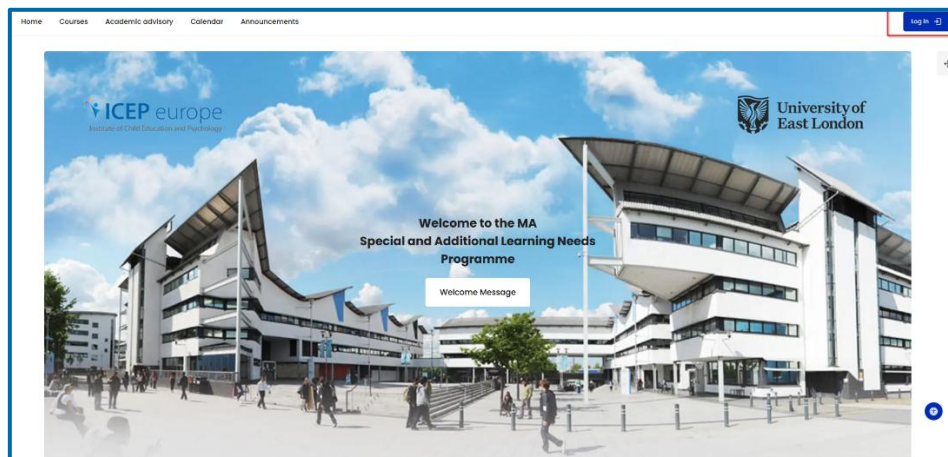 Home Courses Academic advisory Calendar Announcements Log In
ICEP europe
Institute of Child Education and Psychology
University of
East London
Welcome to the MA
Special and Additional Learning Needs
Programme
Welcome Message